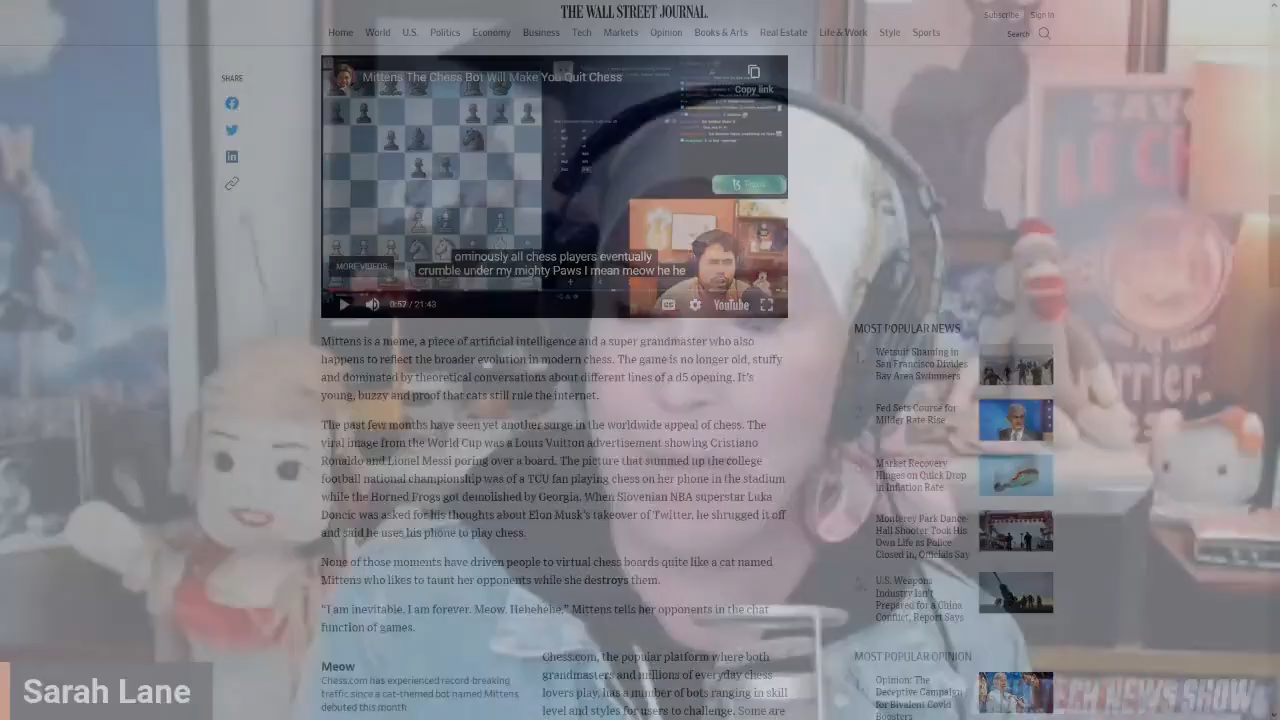 THE WALL STREET JOURNAL.
Subscribe Sign In
Home World U.S. Politics Economy Business Tech Markets Opinion Books & Arts Real Estate Life & Work Style Sports
Search
SHARE
Mittens The Chess Bot Will Make You Quit Chess
Copy link
ominously all chess players eventually
crumble under my mighty Paws I mean meow he he
MORE VIDEOS
0:57 / 21:43
YouTube
Mittens is a meme, a piece of artificial intelligence and a super grandmaster who also
happens to reflect the broader evolution in modern chess. The game is no longer old, stuffy
and dominated by theoretical conversations about different lines of a d5 opening. It's
young, buzzy and proof that cats still rule the internet.
The past few months have seen yet another surge in the worldwide appeal of chess. The
viral image from the World Cup was a Louis Vuitton advertisement showing Cristiano
Ronaldo and Lionel Messi poring over a board. The picture that summed up the college
football national championship was of a TCU fan playing chess on her phone in the stadium
while the Horned Frogs got demolished by Georgia. When Slovenian NBA superstar Luka
Doncic was asked for his thoughts about Elon Musk's takeover of Twitter, he shrugged it off
and said he uses his phone to play chess.
None of those moments have driven people to virtual chess boards quite like a cat named
Mittens who likes to taunt her opponents while she destroys them.
"I am inevitable. I am forever. Meow. Hehehehe," Mittens tells her opponents in the chat
function of games.
Meow
Chess.com has experienced record-breaking
traffic since a cat-themed bot named Mittens
debuted this month
Chess.com, the popular platform where both
grandmasters and millions of everyday chess
lovers play, has a number of bots ranging in skill
level and styles for users to challenge. Some are
MOST POPULAR NEWS
Wetsuit Shaming in
San Francisco Divides
Bay Area Swimmers
Fed Sets Course for
Milder Rate Rise
Market Recovery
Hinges on Quick Drop
in Inflation Rate
Monterey Park Dance
Hall Shooter Took His
Own Life as Police
Closed in, Officials Say
U.S. Weapons
Industry Isn't
Prepared for a China
Conflict, Report Says
MOST POPULAR OPINION
Opinion: The
Deceptive Campaign
for Bivalent Covid
Boosters
Sarah Lane
TECH NEWS SHOW